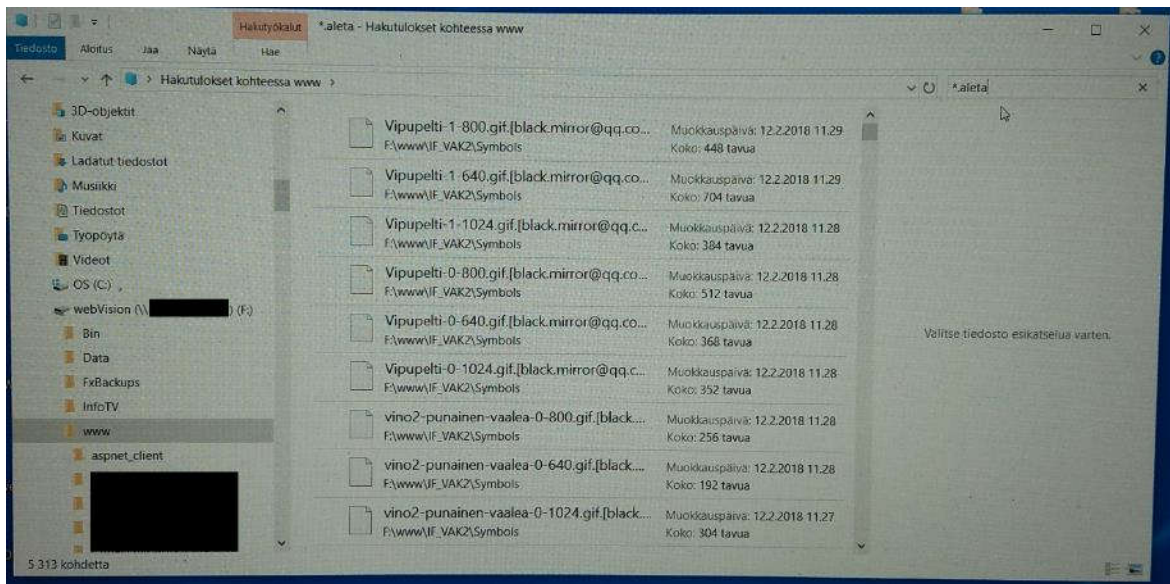 Hakutyökalut
*.aleta - Hakutulokset kohteessa www
Tiedosto
Aloitus
Jaa
Näytä
Hae
Hakutulokset kohteessa www
*.aleta
3D-objektit
Kuvat
Ladatut tiedostot
Musiikki
Tiedostot
Työpöytä
Videot
OS (C:)
webVision (\\ ) (F:)
Bin
Data
FxBackups
InfoTV
www
aspnet_client
Vipupelti-1-800.gif.[black.mirror@qq.co...
Muokkauspäivä: 12.2.2018 11.29
F:\www\IF_VAK2\Symbols
Koko: 448 tavua
Vipupelti-1-640.gif.[black.mirror@qq.co...
Muokkauspäivä: 12.2.2018 11.29
F:\www\IF_VAK2\Symbols
Koko: 704 tavua
Vipupelti-1-1024.gif.[black.mirror@qq.c...
Muokkauspäivä: 12.2.2018 11.28
F:\www\IF_VAK2\Symbols
Koko: 384 tavua
Vipupelti-0-800.gif.[black.mirror@qq.co...
Muokkauspäivä: 12.2.2018 11.28
F:\www\IF_VAK2\Symbols
Koko: 512 tavua
Vipupelti-0-640.gif.[black.mirror@qq.co...
Muokkauspäivä: 12.2.2018 11.28
F:\www\IF_VAK2\Symbols
Koko: 368 tavua
Vipupelti-0-1024.gif.[black.mirror@qq.c...
Muokkauspäivä: 12.2.2018 11.28
F:\www\IF_VAK2\Symbols
Koko: 352 tavua
vino2-punainen-vaalea-0-800.gif.[black....
Muokkauspäivä: 12.2.2018 11.28
F:\www\IF_VAK2\Symbols
Koko: 256 tavua
vino2-punainen-vaalea-0-640.gif.[black....
Muokkauspäivä: 12.2.2018 11.28
F:\www\IF_VAK2\Symbols
Koko: 192 tavua
vino2-punainen-vaalea-0-1024.gif.[black....
Muokkauspäivä: 12.2.2018 11.27
F:\www\IF_VAK2\Symbols
Koko: 304 tavua
Valitse tiedosto esikatselua varten.
5 313 kohdetta